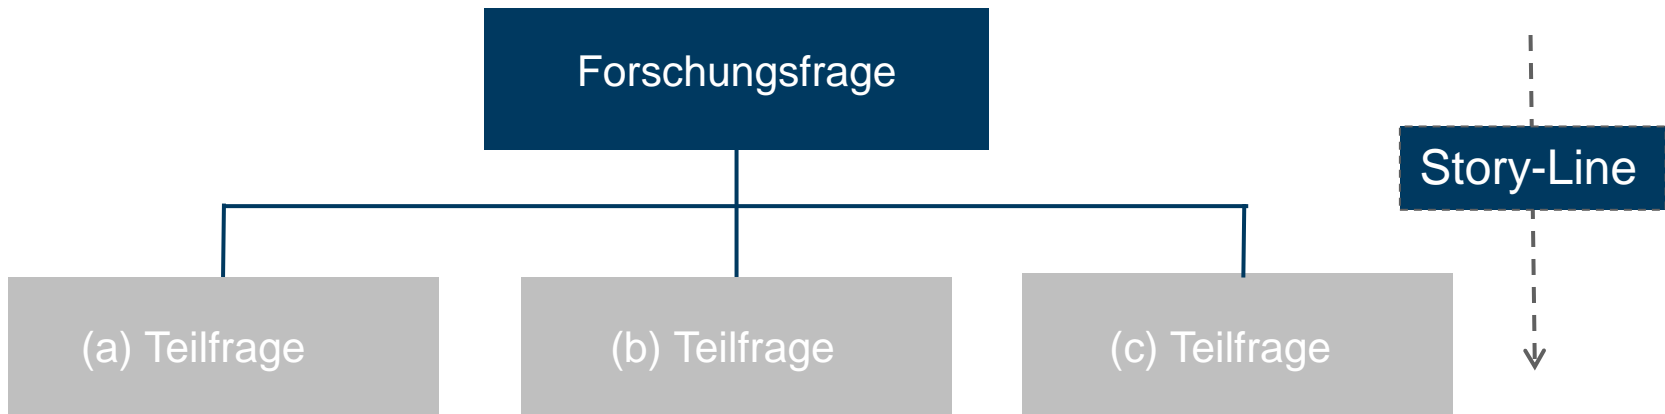 Forschungsfrage
Story-Line
(a) Teilfrage
(b) Teilfrage
(c) Teilfrage